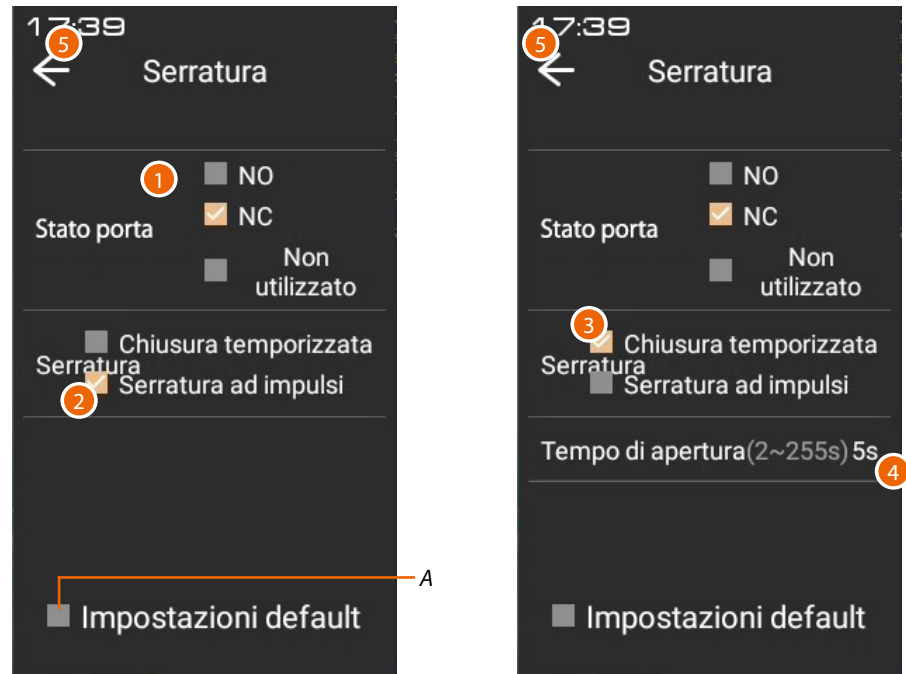 17:39
5
Serratura
1
NO
NC
Stato porta
Non
utilizzato
Chiusura temporizzata
Serratura
Serratura ad impulsi
2
A
Impostazioni default
17:39
5
Serratura
NO
NC
Stato porta
Non
utilizzato
3
Chiusura temporizzata
Serratura
Serratura ad impulsi
Tempo di apertura(2~255s) 5s
4
Impostazioni default